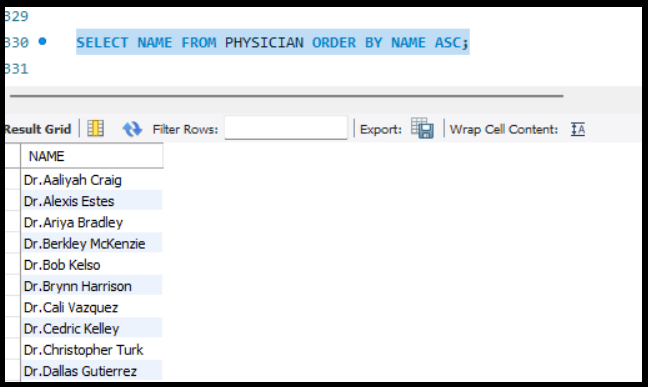 329
330 SELECT NAME FROM PHYSICIAN ORDER BY NAME ASC;
331
Result Grid Filter Rows: Export: Wrap Cell Content: IA
NAME
Dr.Aaliyah Craig
Dr.Alexis Estes
Dr.Ariya Bradley
Dr.Berkley McKenzie
Dr.Bob Kelso
Dr.Brynn Harrison
Dr.Cali Vazquez
Dr.Cedric Kelley
Dr.Christopher Turk
Dr.Dallas Gutierrez